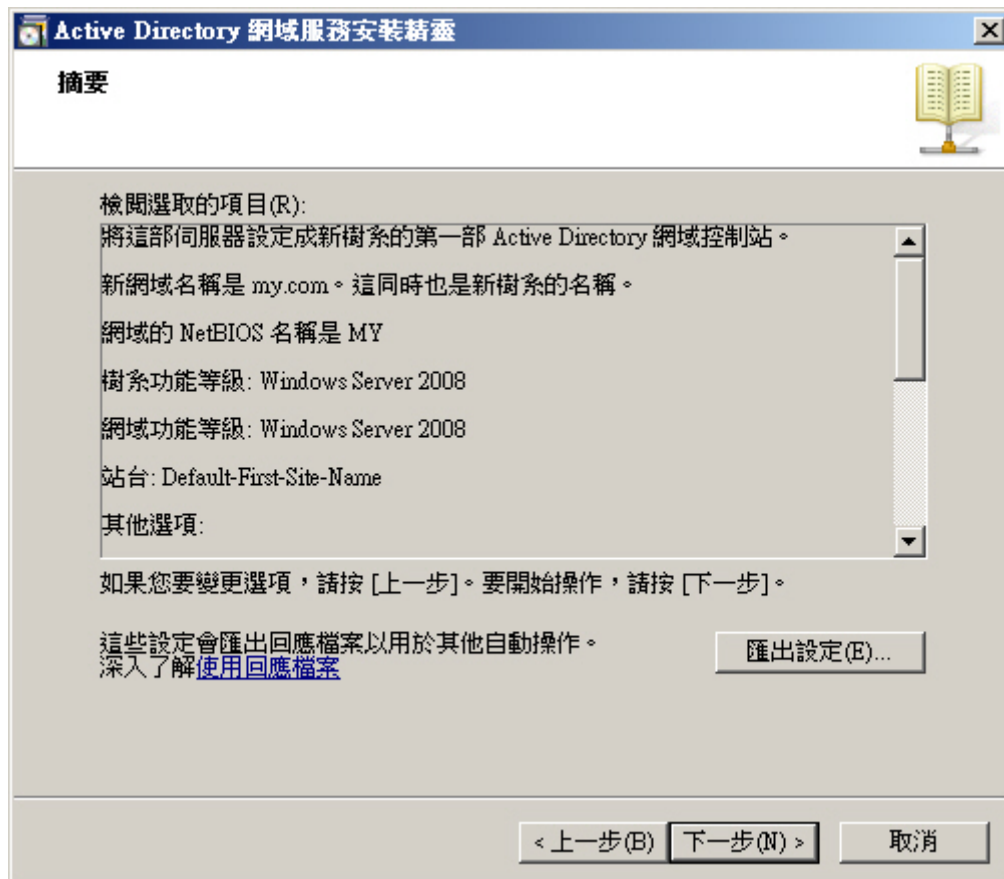 Active Directory 網域服務安裝精靈
摘要
檢閱選取的項目(R):
將這部伺服器設定成新樹系的第一部 Active Directory 網域控制站。
新網域名稱是 my.com。這同時也是新樹系的名稱。
網域的 NetBIOS 名稱是 MY
樹系功能等級: Windows Server 2008
網域功能等級: Windows Server 2008
站台: Default-First-Site-Name
其他選項:
如果您要變更選項，請按 [上一步]。要開始操作，請按 [下一步]。
這些設定會匯出回應檔案以用於其他自動操作。
深入了解使用回應檔案
匯出設定(E)...
< 上一步(B)
下一步(N) >
取消